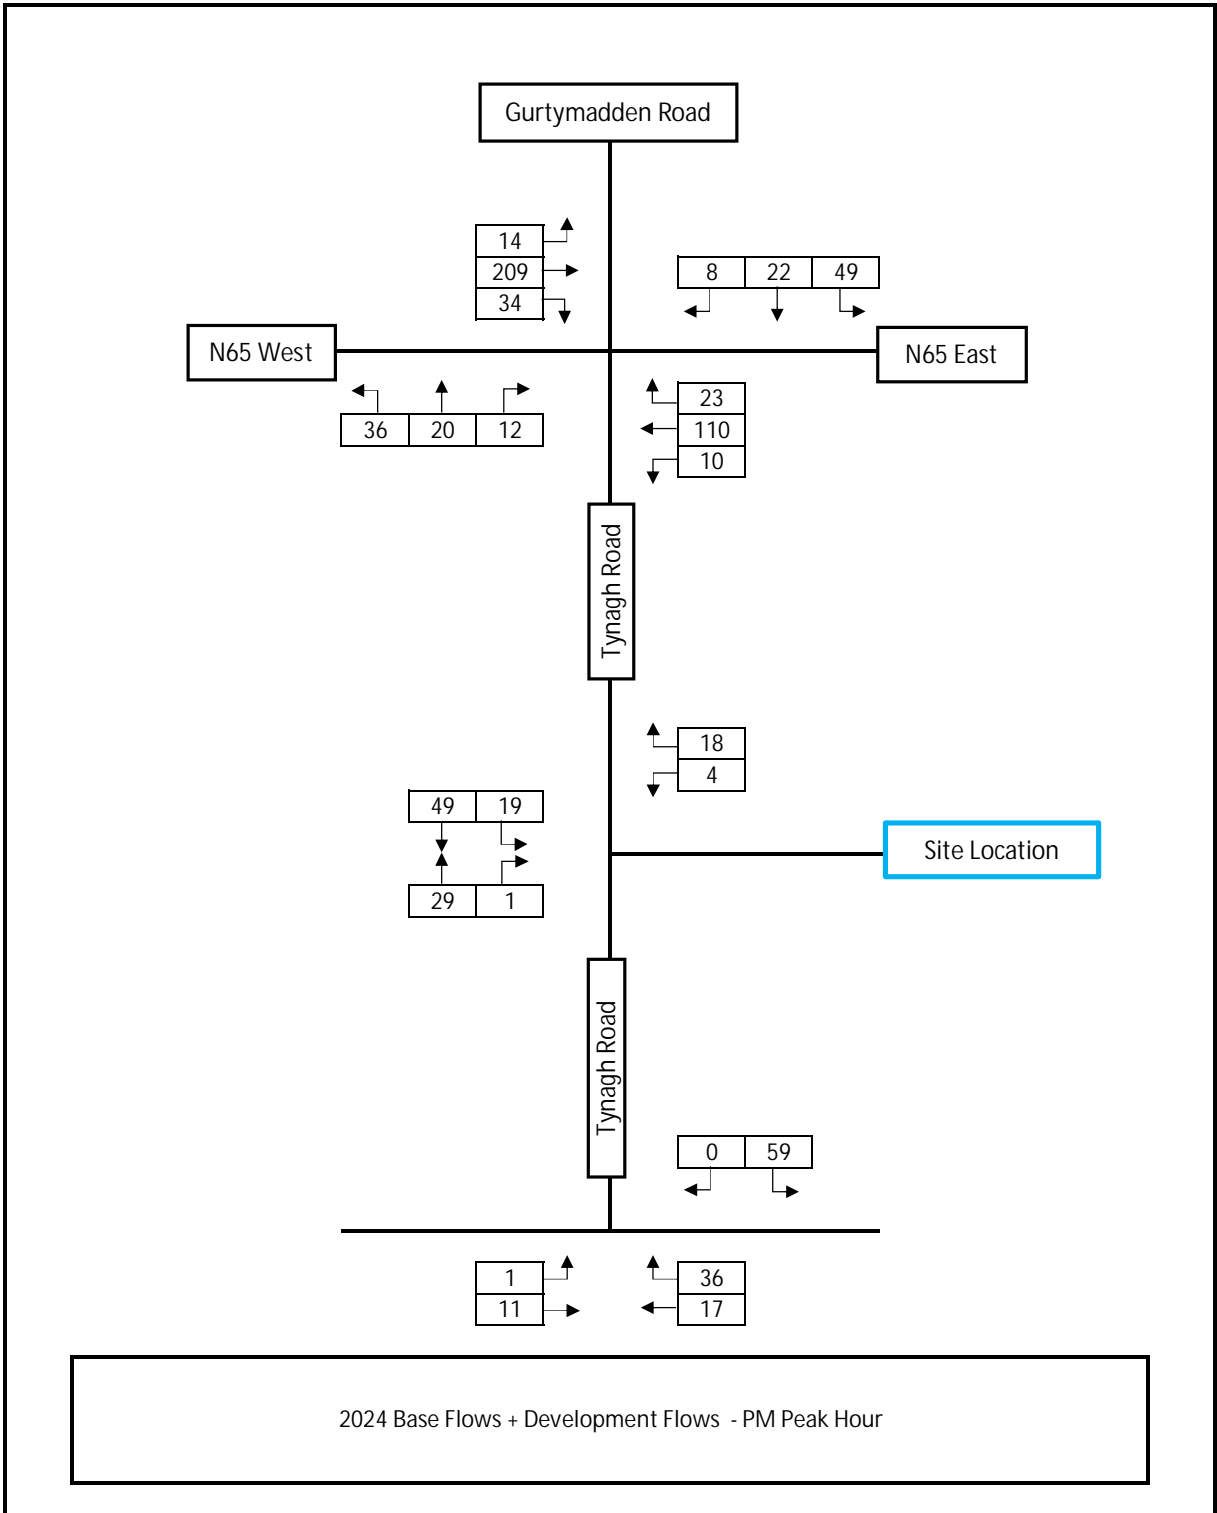 Gurtymadden Road
14
209
34
8 22 49
N65 West
N65 East
36 20 12
23
110
10
Tynagh Road
18
4
49 19
Site Location
29 1
Tynagh Road
0 59
1
11
36
17
2024 Base Flows + Development Flows - PM Peak Hour